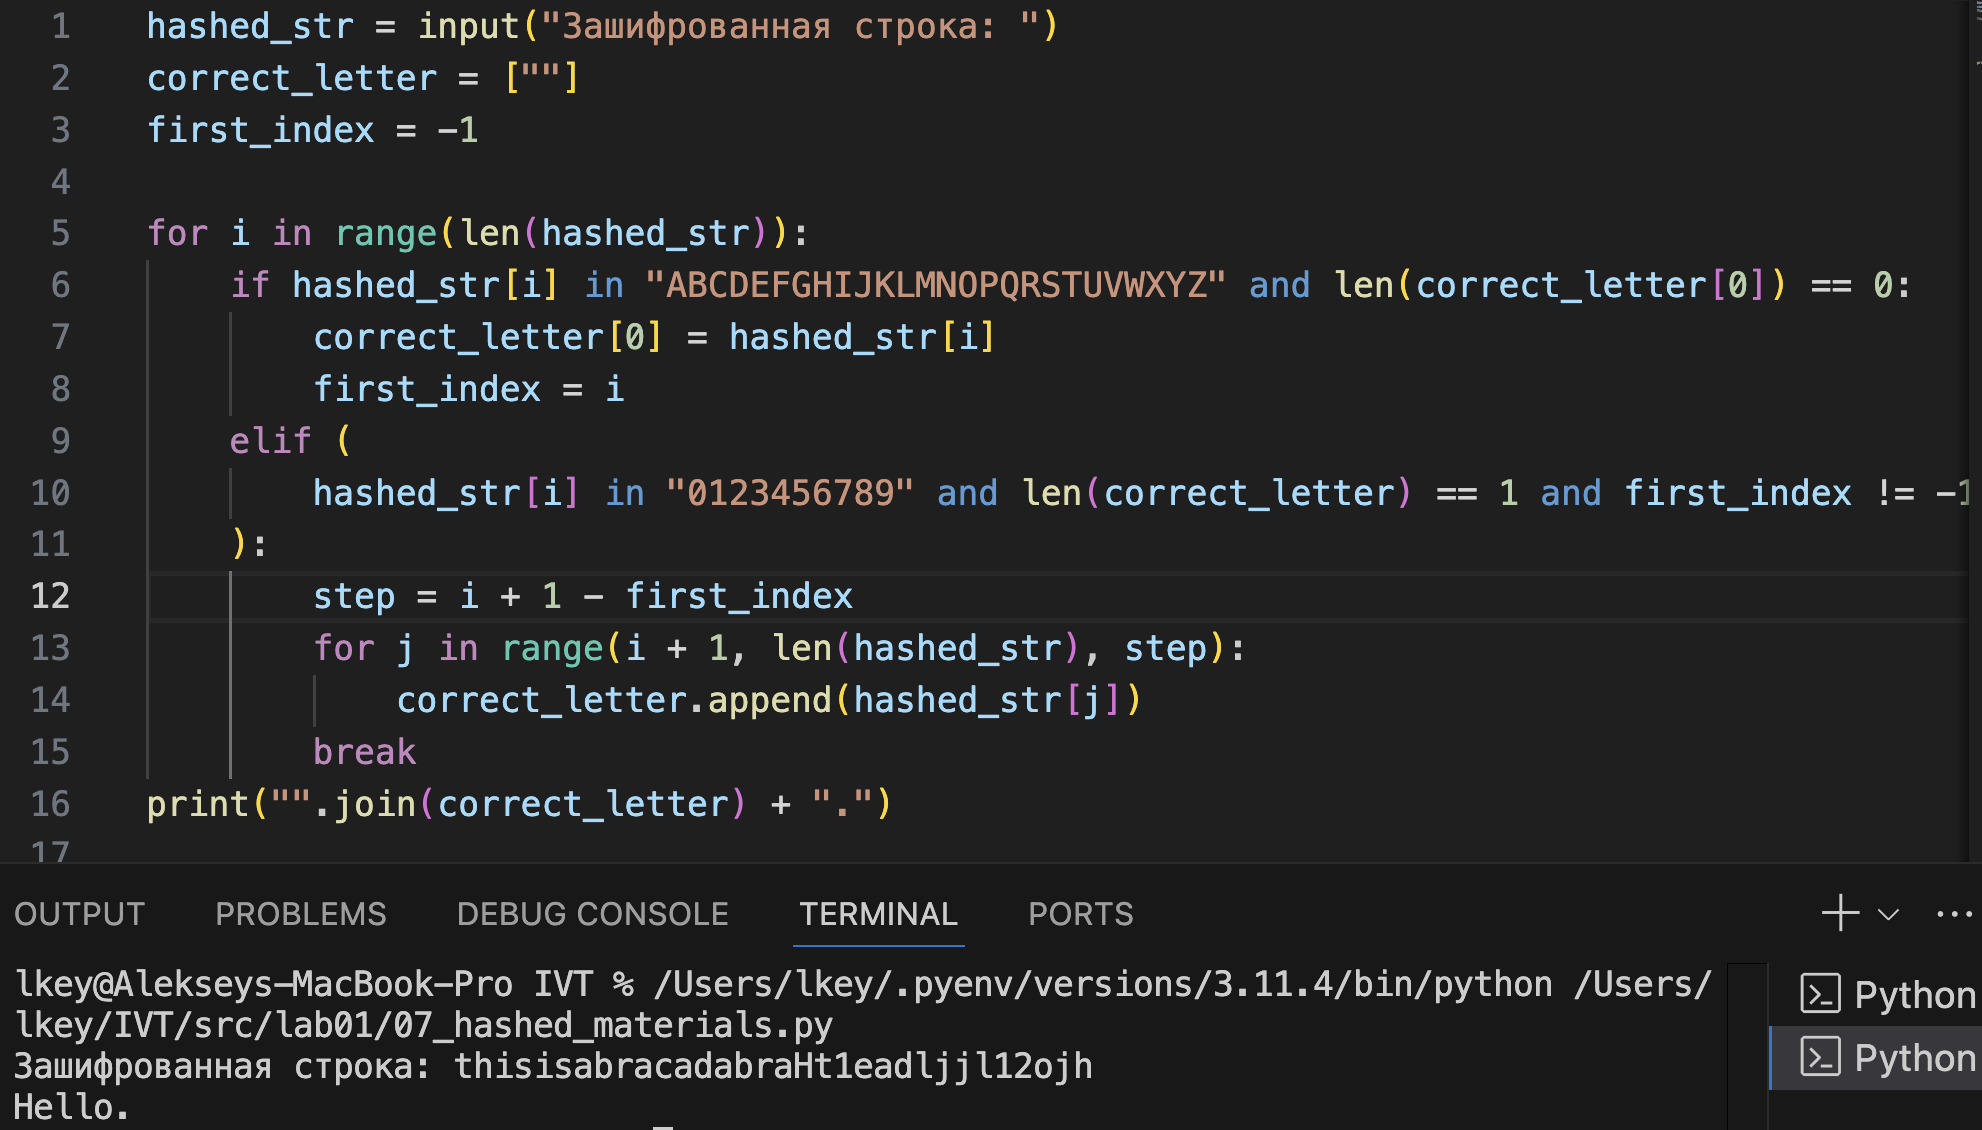 1 hashed_str = input("Зашифрованная строка: ")
2 correct_letter = [""]
3 first_index = -1
4
5 for i in range(len(hashed_str)):
6     if hashed_str[i] in "ABCDEFGHIJKLMNOPQRSTUVWXYZ" and len(correct_letter[0]) == 0:
7         correct_letter[0] = hashed_str[i]
8         first_index = i
9     elif (
10         hashed_str[i] in "0123456789" and len(correct_letter) == 1 and first_index != -1
11     ):
12         step = i + 1 - first_index
13         for j in range(i + 1, len(hashed_str), step):
14             correct_letter.append(hashed_str[j])
15         break
16 print("".join(correct_letter) + ".")
17
OUTPUT PROBLEMS DEBUG CONSOLE TERMINAL PORTS
lkey@Alekseys-MacBook-Pro IVT % /Users/lkey/.pyenv/versions/3.11.4/bin/python /Users/
lkey/IVT/src/lab01/07_hashed_materials.py
Зашифрованная строка: thisisabracadabraHt1eadljjl12ojh
Hello.
Python
Python